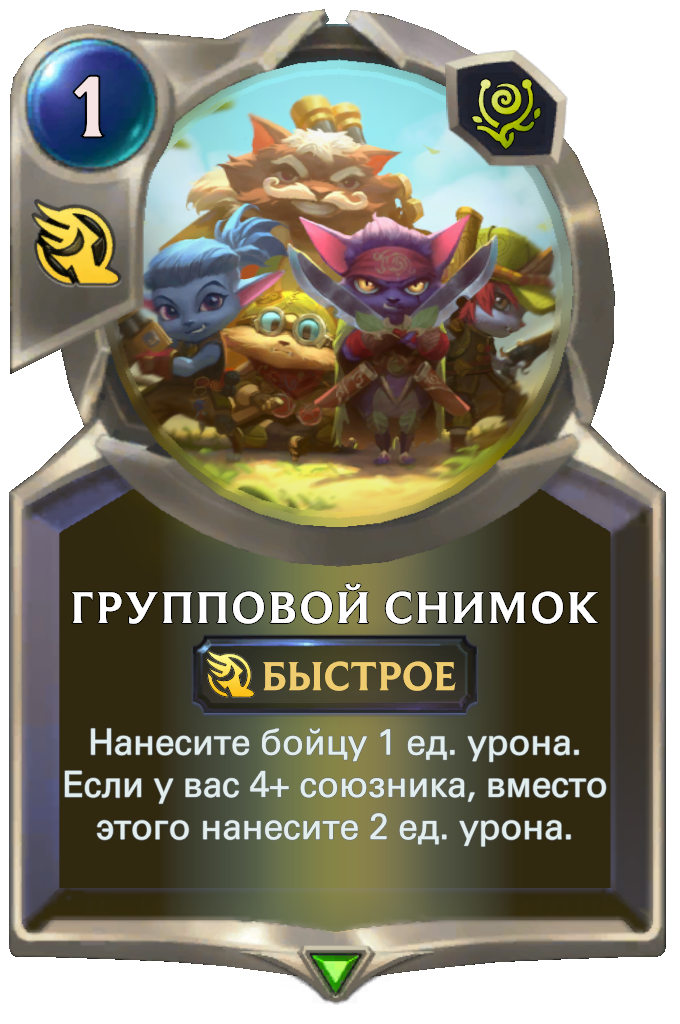 1
ГРУППОВОЙ СНИМОК
БЫСТРОЕ
Нанесите бойцу 1 ед. урона.
Если у вас 4+ союзника, вместо
этого нанесите 2 ед. урона.